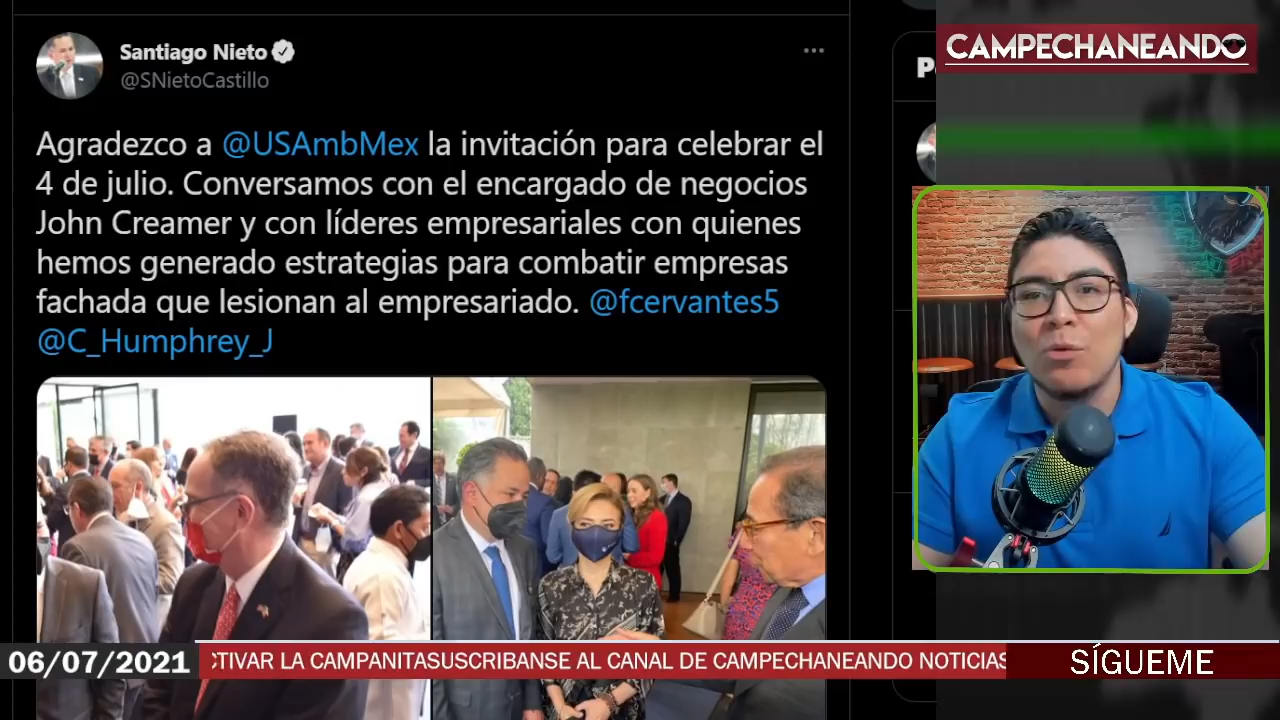 Santiago Nieto
@SNietoCastillo
Agradezco a @USAmbMex la invitación para celebrar el
4 de julio. Conversamos con el encargado de negocios
John Creamer y con líderes empresariales con quienes
hemos generado estrategias para combatir empresas
fachada que lesionan al empresariado. @fcervantes5
@C_Humphrey_J
CAMPECHANEANDO
06/07/2021
CTIVAR LA CAMPANITASUSCRIBANSE AL CANAL DE CAMPECHANEANDO NOTICIAS
SÍGUEME